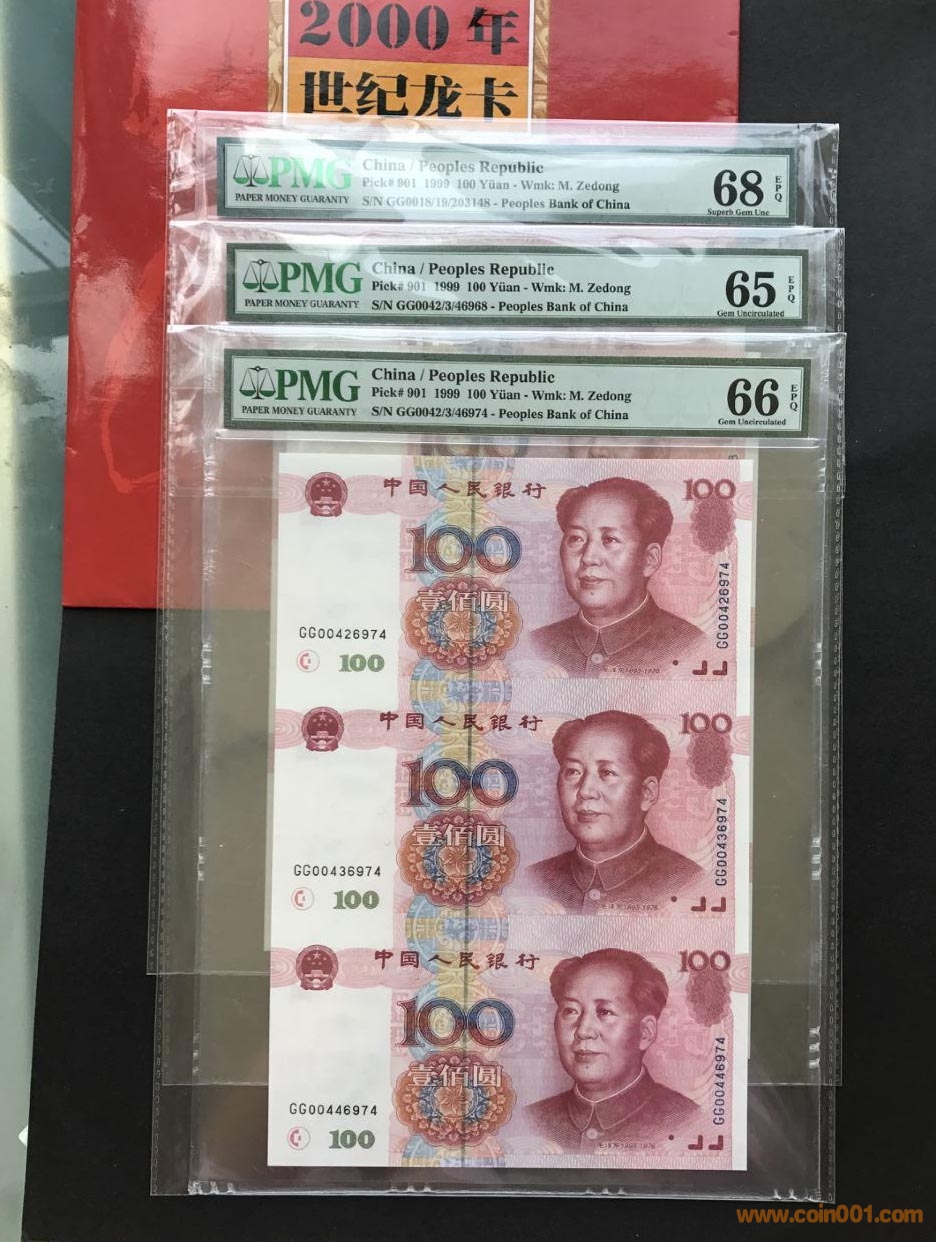 2000年
世纪龙卡
PMG
PAPER MONEY GUARANTY
China / Peoples Republic
Pick# 901 1999 100 Yüan - Wmk: M. Zedong
S/N GG0018/19/203148 - Peoples Bank of China
68
EPQ
Superb Gem Unc
PMG
PAPER MONEY GUARANTY
China / Peoples Republic
Pick# 901 1999 100 Yüan - Wmk: M. Zedong
S/N GG0042/3/46968 - Peoples Bank of China
65
EPQ
Gem Uncirculated
PMG
PAPER MONEY GUARANTY
China / Peoples Republic
Pick# 901 1999 100 Yüan - Wmk: M. Zedong
S/N GG0042/3/46974 - Peoples Bank of China
66
EPQ
Gem Uncirculated
中国人民银行
100
100
壹佰圆
GG00426974
GG00426974
100
中国人民银行
100
100
壹佰圆
GG00436974
GG00436974
100
中国人民银行
100
100
壹佰圆
GG00446974
GG00446974
100
www.coin001.com